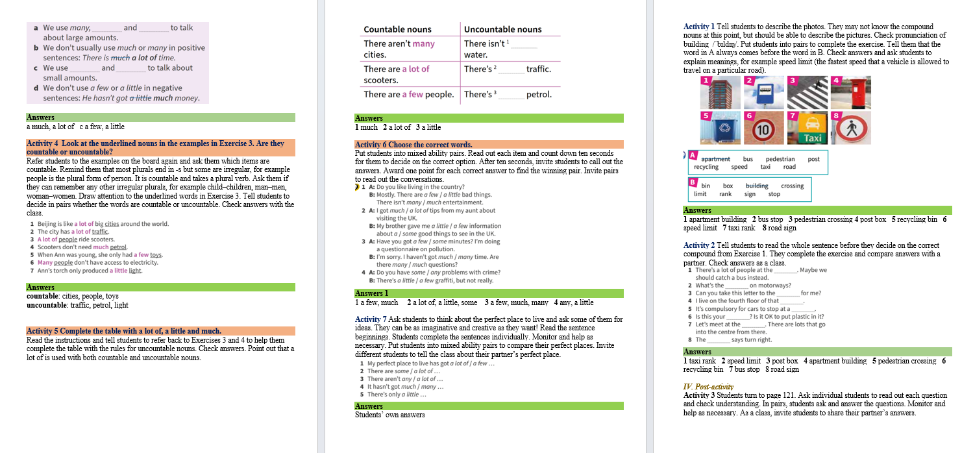 a We use many, ______ and ______ to talk
about large amounts.
b We don't usually use much or many in positive
sentences: There is much a lot of time.
c We use ______ and ______ to talk about
small amounts.
d We don't use a few or a little in negative
sentences: He hasn't got a little much money.
Answers
a much, a lot of c a few, a little
Activity 4 Look at the underlined nouns in the examples in Exercise 3. Are they
countable or uncountable?
Refer students to the examples on the board again and ask them which items are
countable. Remind them that most plurals end in -s but some are irregular, for example
people is the plural form of person. It is countable and takes a plural verb. Ask them if
they can remember any other irregular plurals, for example child–children, man–men,
woman–women. Draw attention to the underlined words in Exercise 3. Tell students to
decide in pairs whether the words are countable or uncountable. Check answers with the
class.
1 Beijing is like a lot of big cities around the world.
2 The city has a lot of traffic.
3 A lot of people ride scooters.
4 Scooters don't need much petrol.
5 When Ann was young, she only had a few toys.
6 Many people don't have access to electricity.
7 Ann's torch only produced a little light.
Answers
countable: cities, people, toys
uncountable: traffic, petrol, light
Activity 5 Complete the table with a lot of, a little and much.
Read the instructions and tell students to refer back to Exercises 3 and 4 to help them
complete the table with the rules for uncountable nouns. Check answers. Point out that a
lot of is used with both countable and uncountable nouns.
Countable nouns Uncountable nouns
There aren't many cities. There isn't 1 ______ water.
There are a lot of scooters. There's 2 ______ traffic.
There are a few people. There's 3 ______ petrol.
Answers
1 much 2 a lot of 3 a little
Activity 6 Choose the correct words.
Put students into mixed ability pairs. Read out each item and count down ten seconds
for them to decide on the correct option. After ten seconds, invite students to call out the
answers. Award one point for each correct answer to find the winning pair. Invite pairs
to read out the conversations.
1 A: Do you like living in the country?
B: Mostly. There are a few / a little bad things.
There isn't many / much entertainment.
2 A: I got much / a lot of tips from my aunt about
visiting the UK.
B: My brother gave me a little / a few information
about a / some good things to see in the UK.
3 A: Have you got a few / some minutes? I'm doing
a questionnaire on pollution.
B: I'm sorry. I haven't got much / many time. Are
there many / much questions?
4 A: Do you have some / any problems with crime?
B: There's a little / a few graffiti, but not really.
Answers 1
1 a few, much 2 a lot of, a little, some 3 a few, much, many 4 any, a little
Activity 7 Ask students to think about the perfect place to live and ask some of them for
ideas. They can be as imaginative and creative as they want! Read the sentence
beginnings. Students complete the sentences individually. Monitor and help as
necessary. Put students into mixed ability pairs to compare their perfect places. Invite
different students to tell the class about their partner's perfect place.
1 My perfect place to live has got a lot of / a few …
2 There are some / a lot of …
3 There aren't any / a lot of …
4 It hasn't got much / many …
5 There's only a little …
Answers
Students' own answers
Activity 1 Tell students to describe the photos. They may not know the compound
nouns at this point, but should be able to describe the pictures. Check pronunciation of
building /ˈbɪldɪŋ/. Put students into pairs to complete the exercise. Tell them that the
word in A always comes before the word in B. Check answers and ask students to
explain meanings, for example speed limit (the fastest speed that a vehicle is allowed to
travel on a particular road).
1 2 3 4
5 6 7 8
10
Taxi
A
apartment bus pedestrian post
recycling speed taxi road
B
bin box building crossing
limit rank sign stop
Answers
1 apartment building 2 bus stop 3 pedestrian crossing 4 post box 5 recycling bin 6
speed limit 7 taxi rank 8 road sign
Activity 2 Tell students to read the whole sentence before they decide on the correct
compound from Exercise 1. They complete the exercise and compare answers with a
partner. Check answers as a class.
1 There's a lot of people at the ______. Maybe we
should catch a bus instead.
2 What's the ______ on motorways?
3 Can you take this letter to the ______ for me?
4 I live on the fourth floor of that ______.
5 It's compulsory for cars to stop at a ______.
6 Is this your ______? Is it OK to put plastic in it?
7 Let's meet at the ______. There are lots that go
into the centre from there.
8 The ______ says turn right.
Answers
1 taxi rank 2 speed limit 3 post box 4 apartment building 5 pedestrian crossing 6
recycling bin 7 bus stop 8 road sign
IV. Post-activity
Activity 3 Students turn to page 121. Ask individual students to read out each question
and check understanding. In pairs, students ask and answer the questions. Monitor and
help as necessary. As a class, invite students to share their partner's answers.